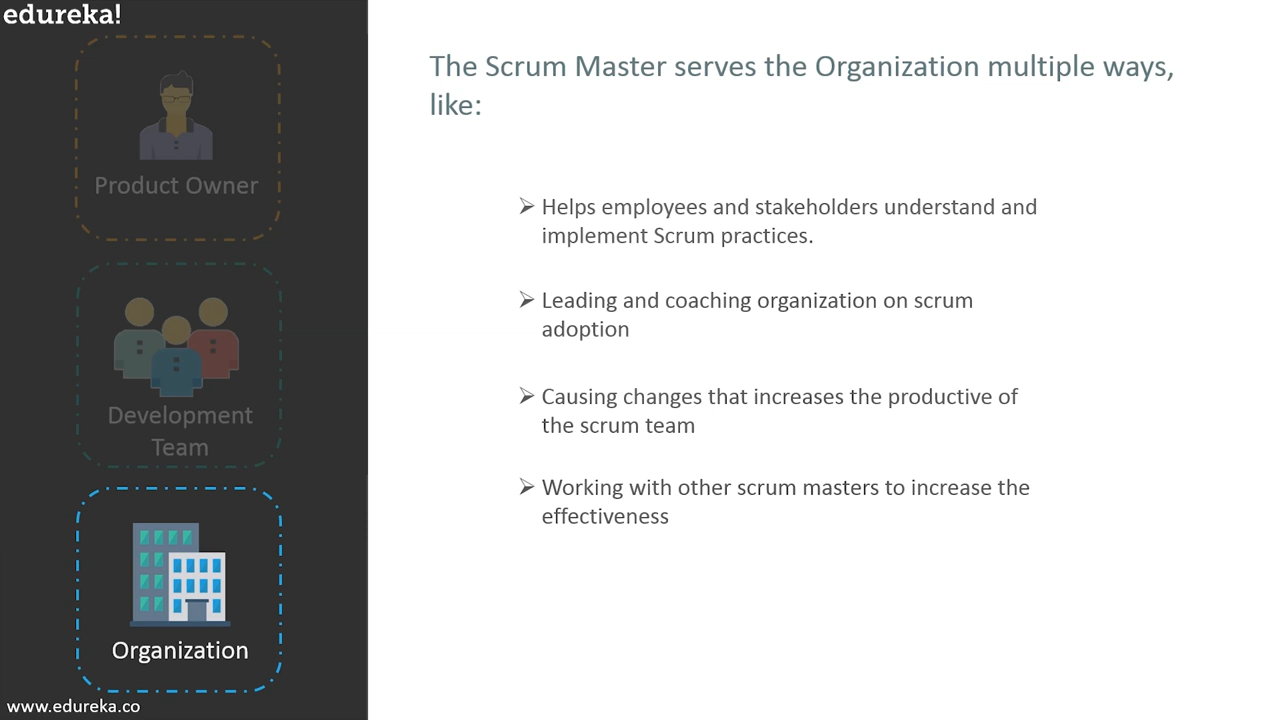 edureka!
Product Owner
Development
Team
Organization
www.edureka.co
The Scrum Master serves the Organization multiple ways,
like:
➢ Helps employees and stakeholders understand and
implement Scrum practices.
➢ Leading and coaching organization on scrum
adoption
➢ Causing changes that increases the productive of
the scrum team
➢ Working with other scrum masters to increase the
effectiveness